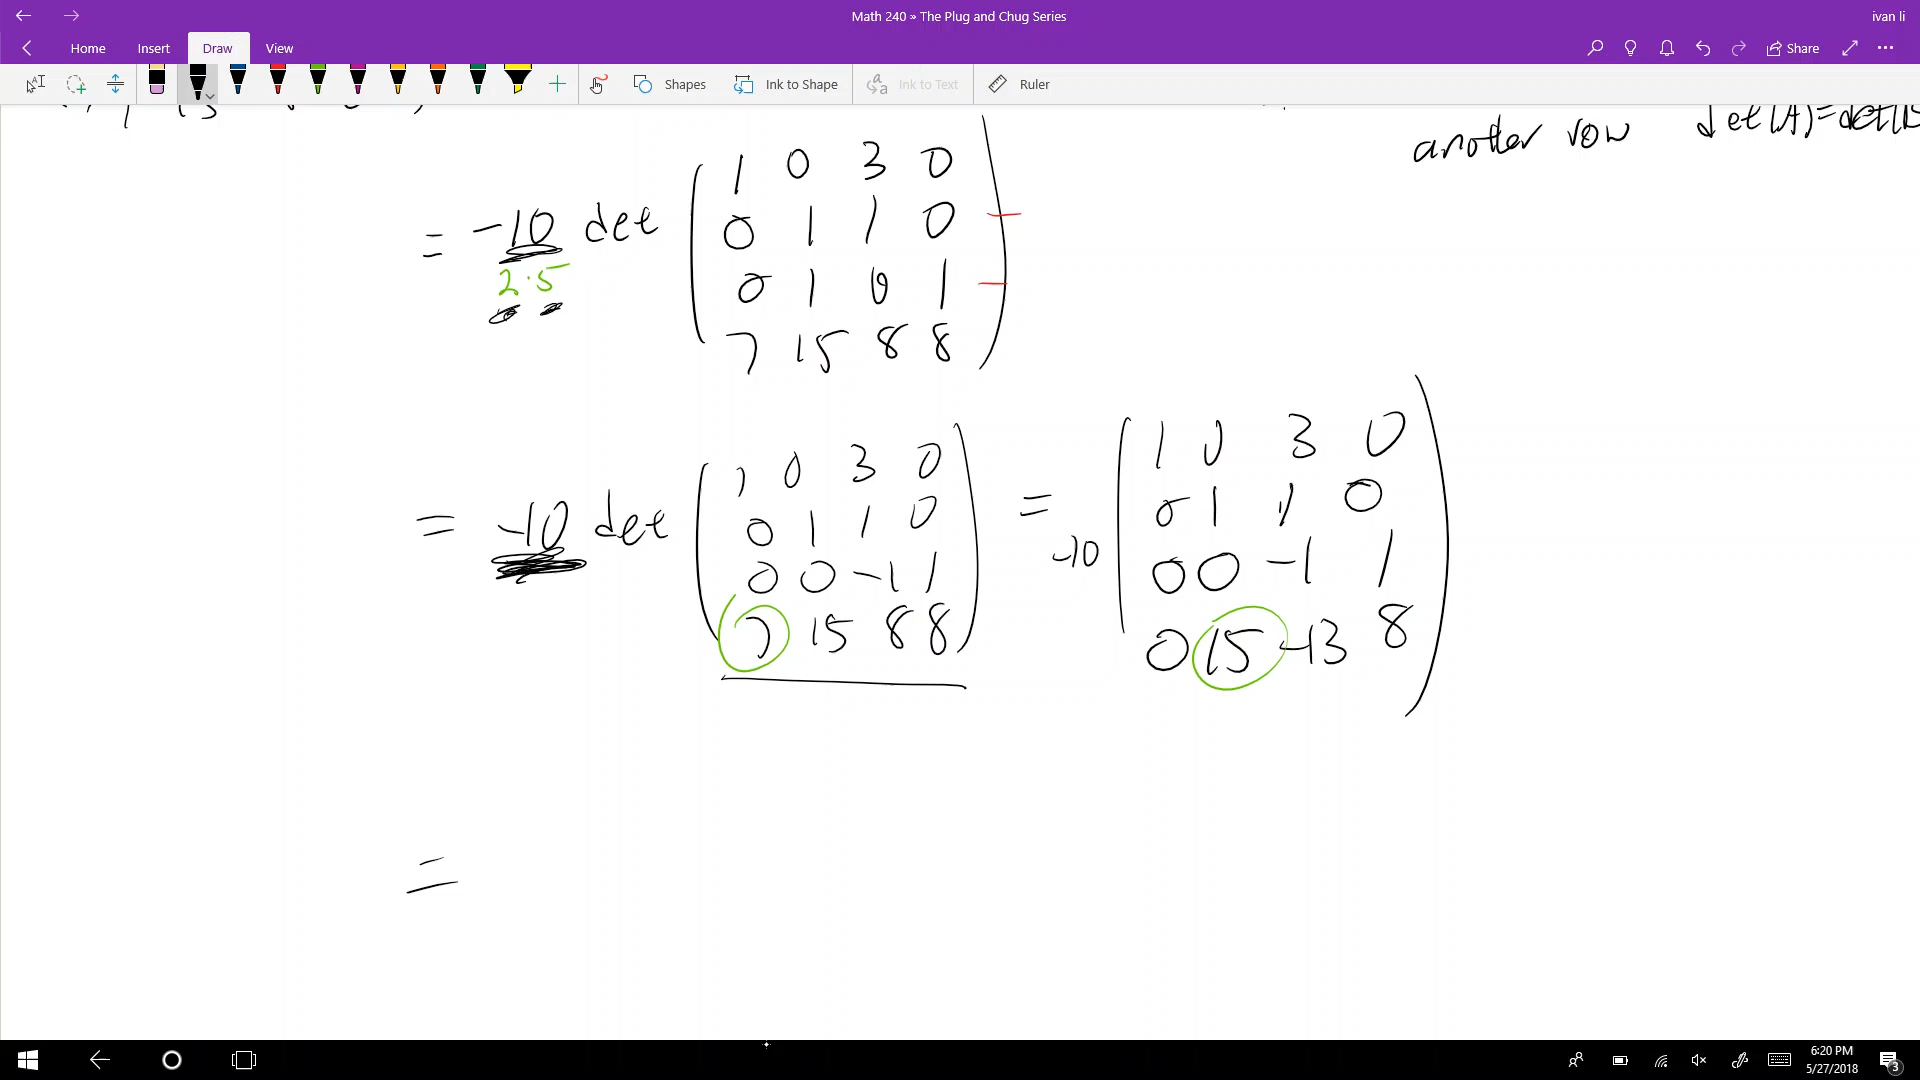 Math 240 » The Plug and Chug Series
ivan li
Home Insert Draw View
Share
Shapes
Ink to Shape
Ink to Text
Ruler
another row det(A)=det(B
= -10 det
2·5
1 0 3 0
0 1 1 0
0 1 0 1
7 15 8 8
= -10 det
1 0 3 0
0 1 1 0
0 0 -1 1
7 15 8 8
= -10
1 0 3 0
0 1 1 0
0 0 -1 1
0 15 -13 8
=
6:20 PM
5/27/2018
3